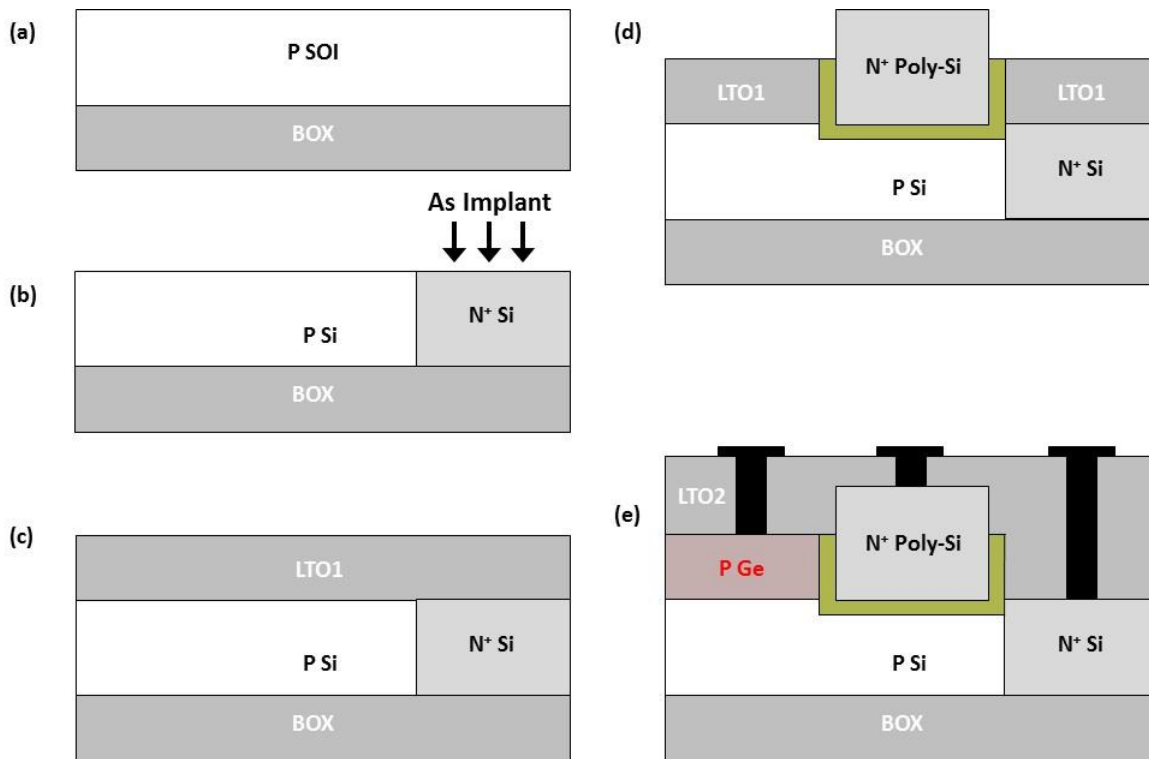 (a)
P SOI
BOX
As Implant
(b)
P Si
N⁺ Si
BOX
(c)
LTO1
P Si
N⁺ Si
BOX
(d)
N⁺ Poly-Si
LTO1
LTO1
P Si
N⁺ Si
BOX
(e)
LTO2
N⁺ Poly-Si
P Ge
P Si
N⁺ Si
BOX